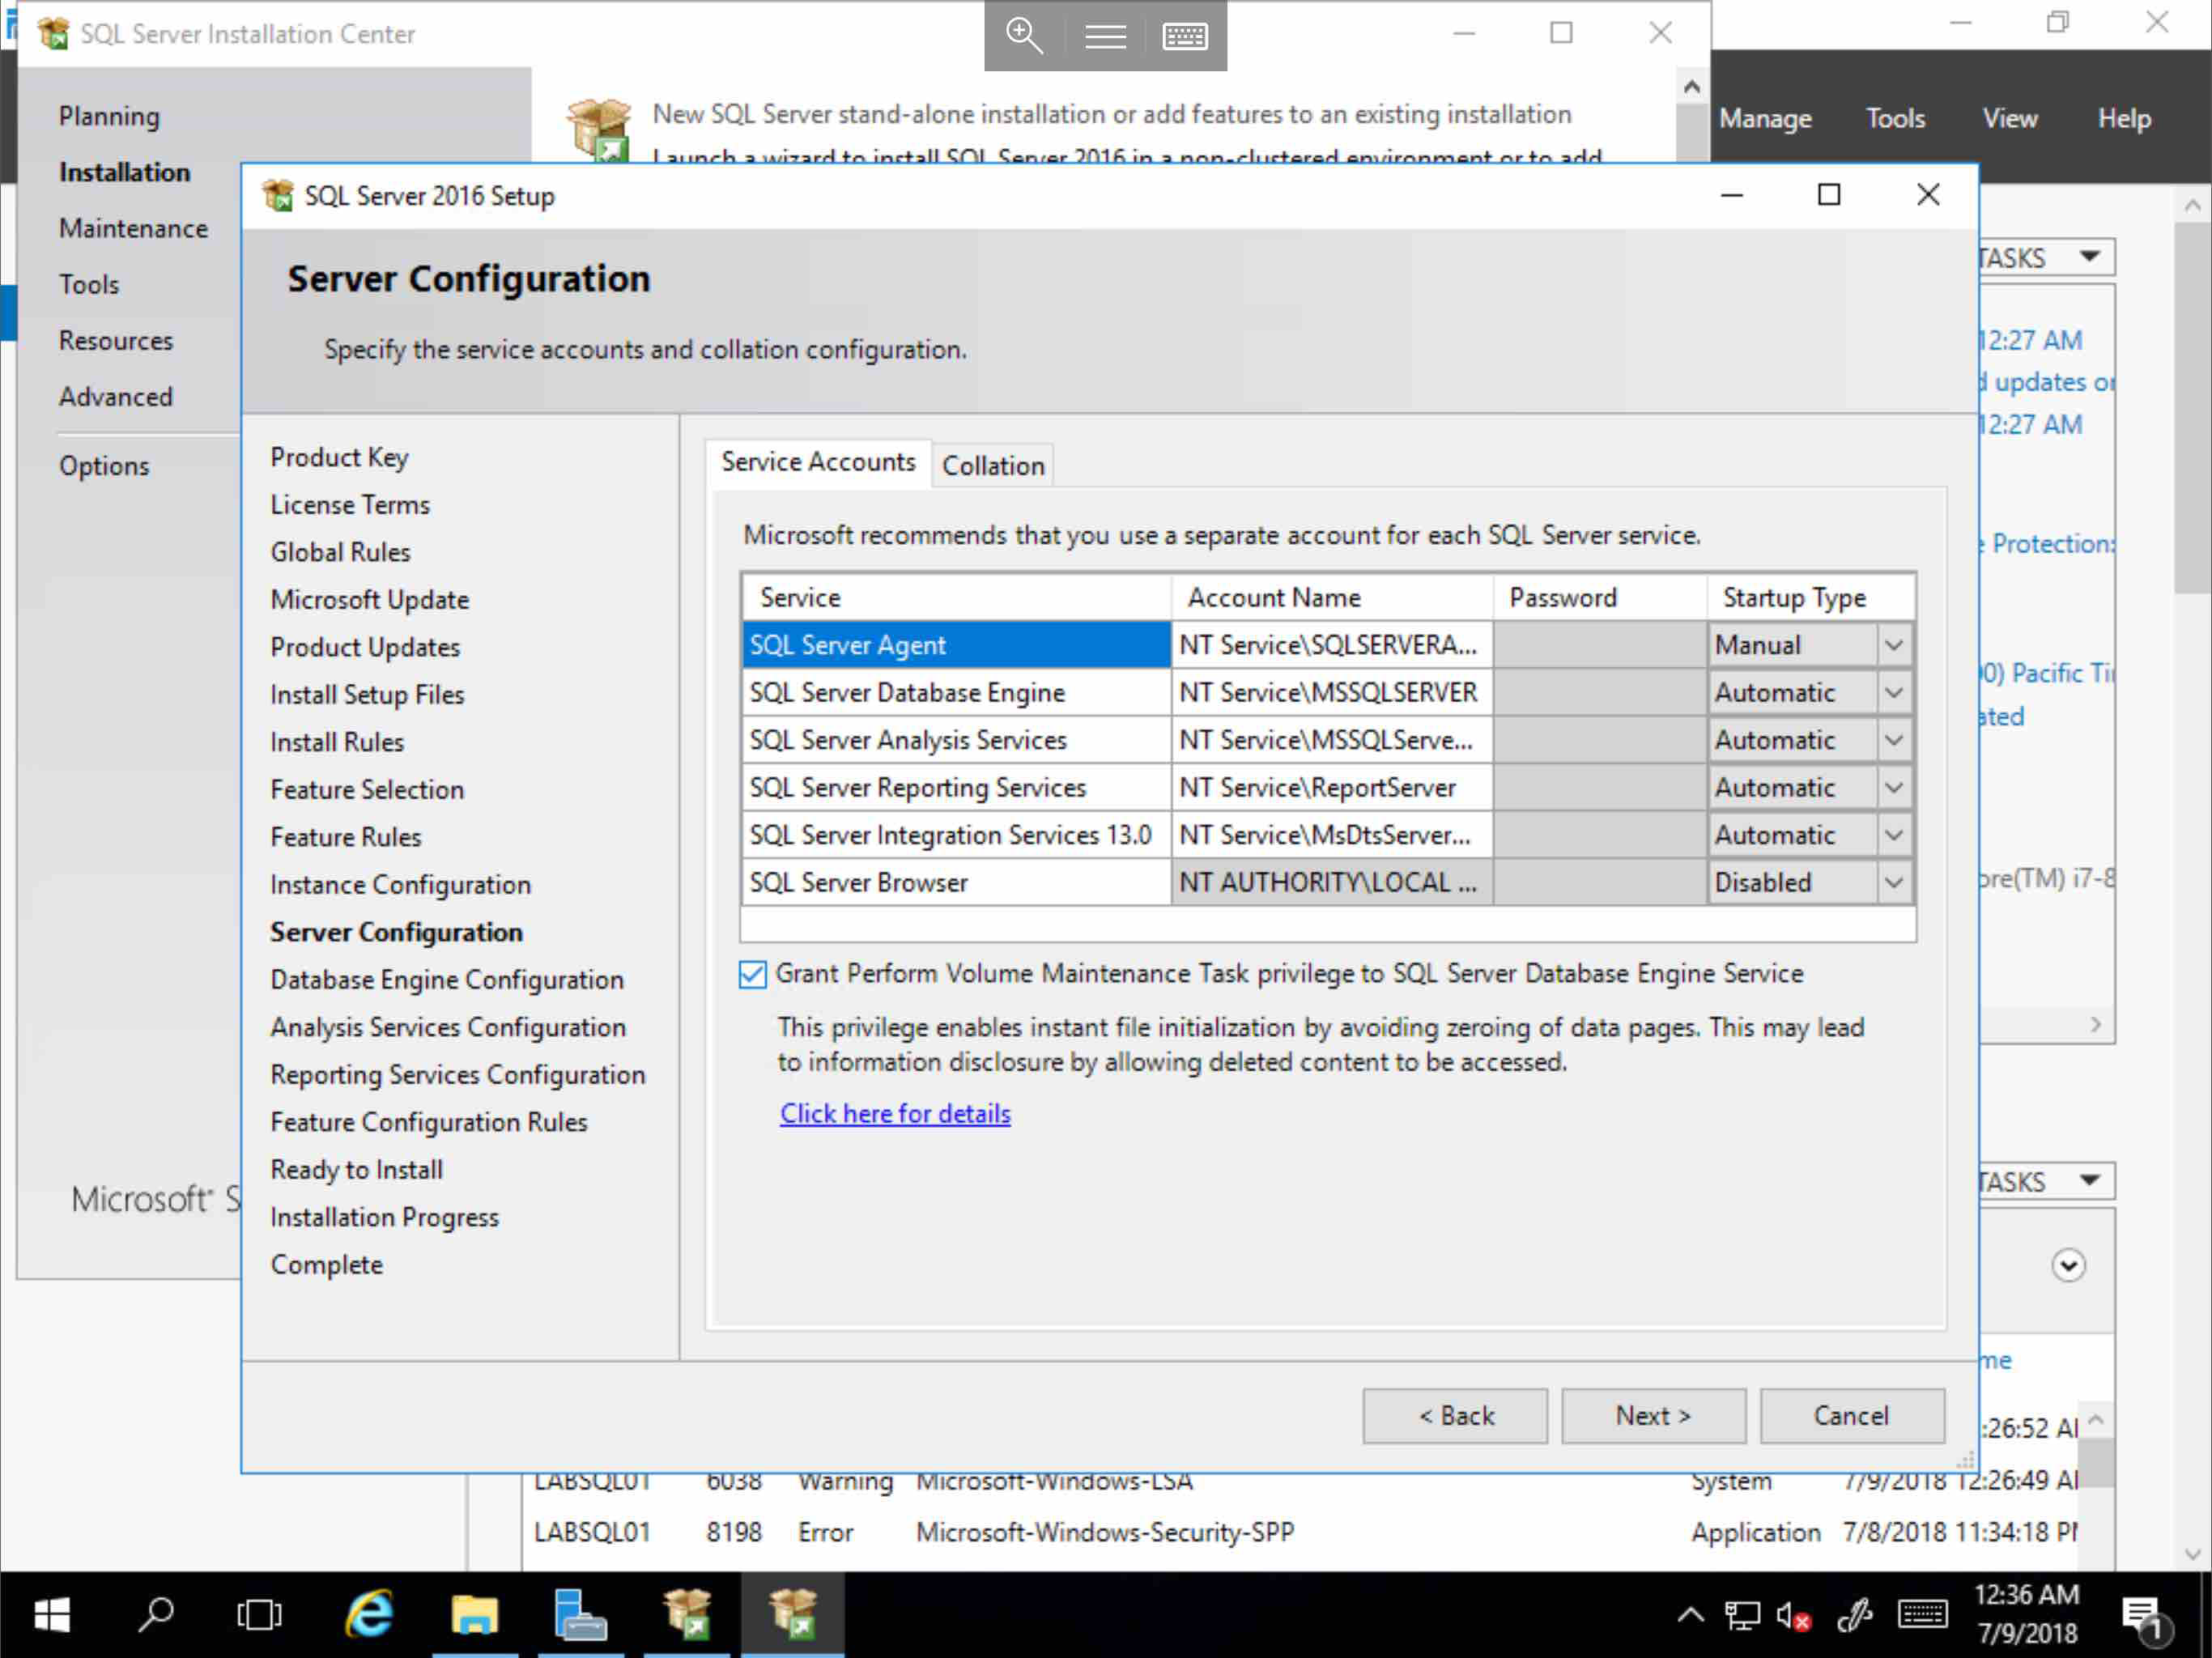 SQL Server Installation Center
Planning
Installation
Maintenance
Tools
Resources
Advanced
Options
Microsoft® S
New SQL Server stand-alone installation or add features to an existing installation
Launch a wizard to install SQL Server 2016 in a non-clustered environment or to add
Manage Tools View Help
SQL Server 2016 Setup
Server Configuration
Specify the service accounts and collation configuration.
Product Key
License Terms
Global Rules
Microsoft Update
Product Updates
Install Setup Files
Install Rules
Feature Selection
Feature Rules
Instance Configuration
Server Configuration
Database Engine Configuration
Analysis Services Configuration
Reporting Services Configuration
Feature Configuration Rules
Ready to Install
Installation Progress
Complete
Service Accounts Collation
Microsoft recommends that you use a separate account for each SQL Server service.
Service Account Name Password Startup Type
SQL Server Agent NT Service\SQLSERVERA... Manual
SQL Server Database Engine NT Service\MSSQLSERVER Automatic
SQL Server Analysis Services NT Service\MSSQLServe... Automatic
SQL Server Reporting Services NT Service\ReportServer Automatic
SQL Server Integration Services 13.0 NT Service\MsDtsServer... Automatic
SQL Server Browser NT AUTHORITY\LOCAL ... Disabled
Grant Perform Volume Maintenance Task privilege to SQL Server Database Engine Service
This privilege enables instant file initialization by avoiding zeroing of data pages. This may lead
to information disclosure by allowing deleted content to be accessed.
Click here for details
< Back Next > Cancel
TASKS
12:27 AM
d updates or
12:27 AM
e Protection:
00) Pacific Ti
ated
ore(TM) i7-8
TASKS
me
:26:52 A
LABSQL01 6038 Warning Microsoft-Windows-LSA System 7/9/2018 12:26:49 A
LABSQL01 8198 Error Microsoft-Windows-Security-SPP Application 7/8/2018 11:34:18 P
12:36 AM
7/9/2018
1